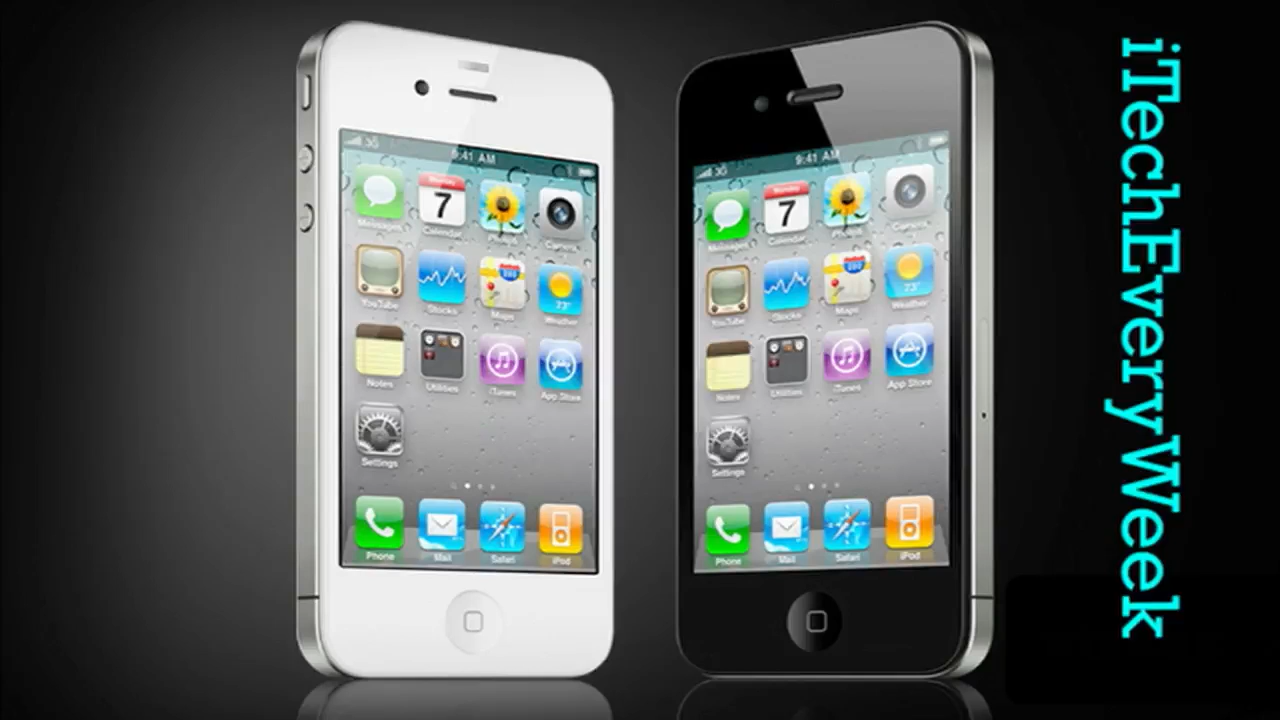 3G 9:41 AM
Messages Calendar Photos Camera
YouTube Stocks Maps Weather
Notes Utilities iTunes App Store
Settings
Phone Mail Safari iPod
3G 9:41 AM
Messages Calendar Photos Camera
YouTube Stocks Maps Weather
Notes Utilities iTunes App Store
Settings
Phone Mail Safari iPod
iTechEveryWeek